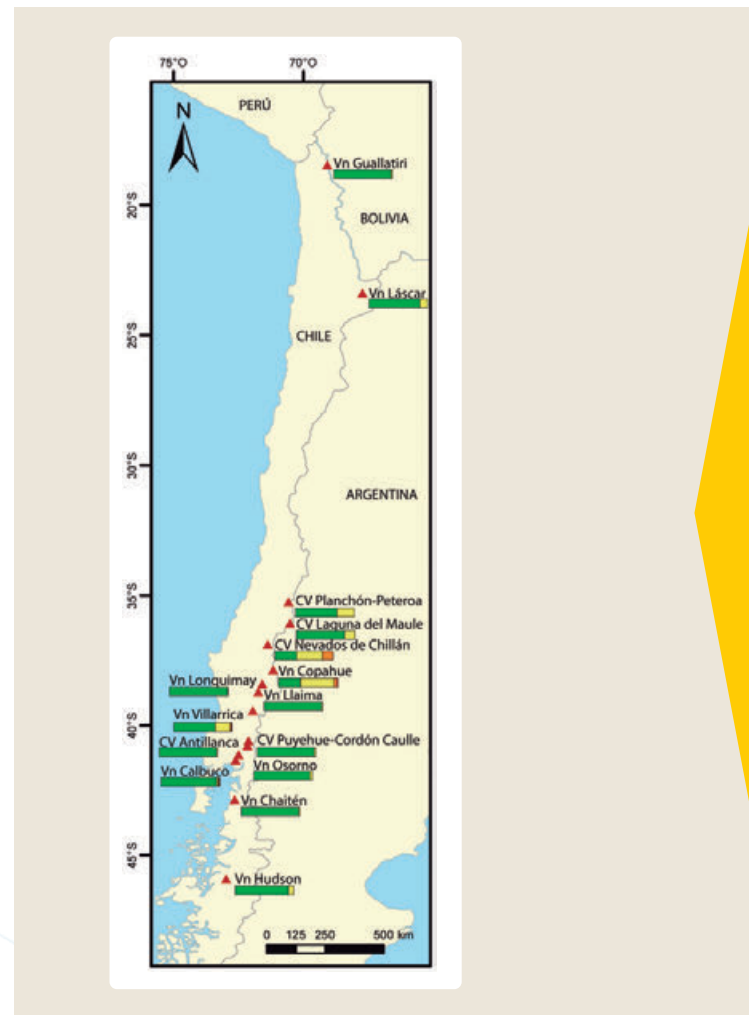 75°O 70°O
N
PERÚ
Vn Guallatiri
20°S
BOLIVIA
Vn Láscar
25°S
CHILE
30°S
ARGENTINA
35°S
CV Planchón-Peteroa
CV Laguna del Maule
CV Nevados de Chillán
Vn Copahue
Vn Lonquimay
Vn Llaima
Vn Villarrica
40°S
CV Antillanca
CV Puyehue-Cordón Caulle
Vn Calbuco
Vn Osorno
Vn Chaitén
45°S
Vn Hudson
0 125 250 500 km